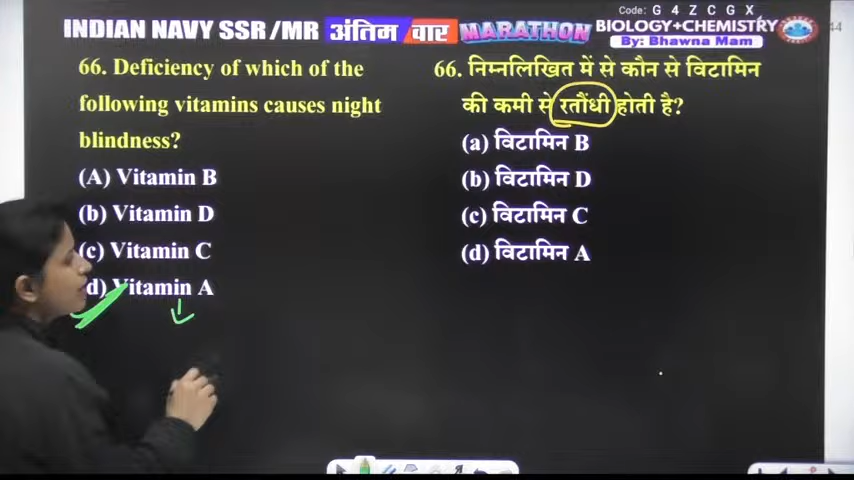 Code: G 4 Z C G X
INDIAN NAVY SSR/MR अंतिम वार MARATHON BIOLOGY+CHEMISTRY
By: Bhawna Mam
44
66. Deficiency of which of the
following vitamins causes night
blindness?
(A) Vitamin B
(b) Vitamin D
(c) Vitamin C
d) Vitamin A
66. निम्नलिखित में से कौन से विटामिन
की कमी से रतौंधी होती है?
(a) विटामिन B
(b) विटामिन D
(c) विटामिन C
(d) विटामिन A